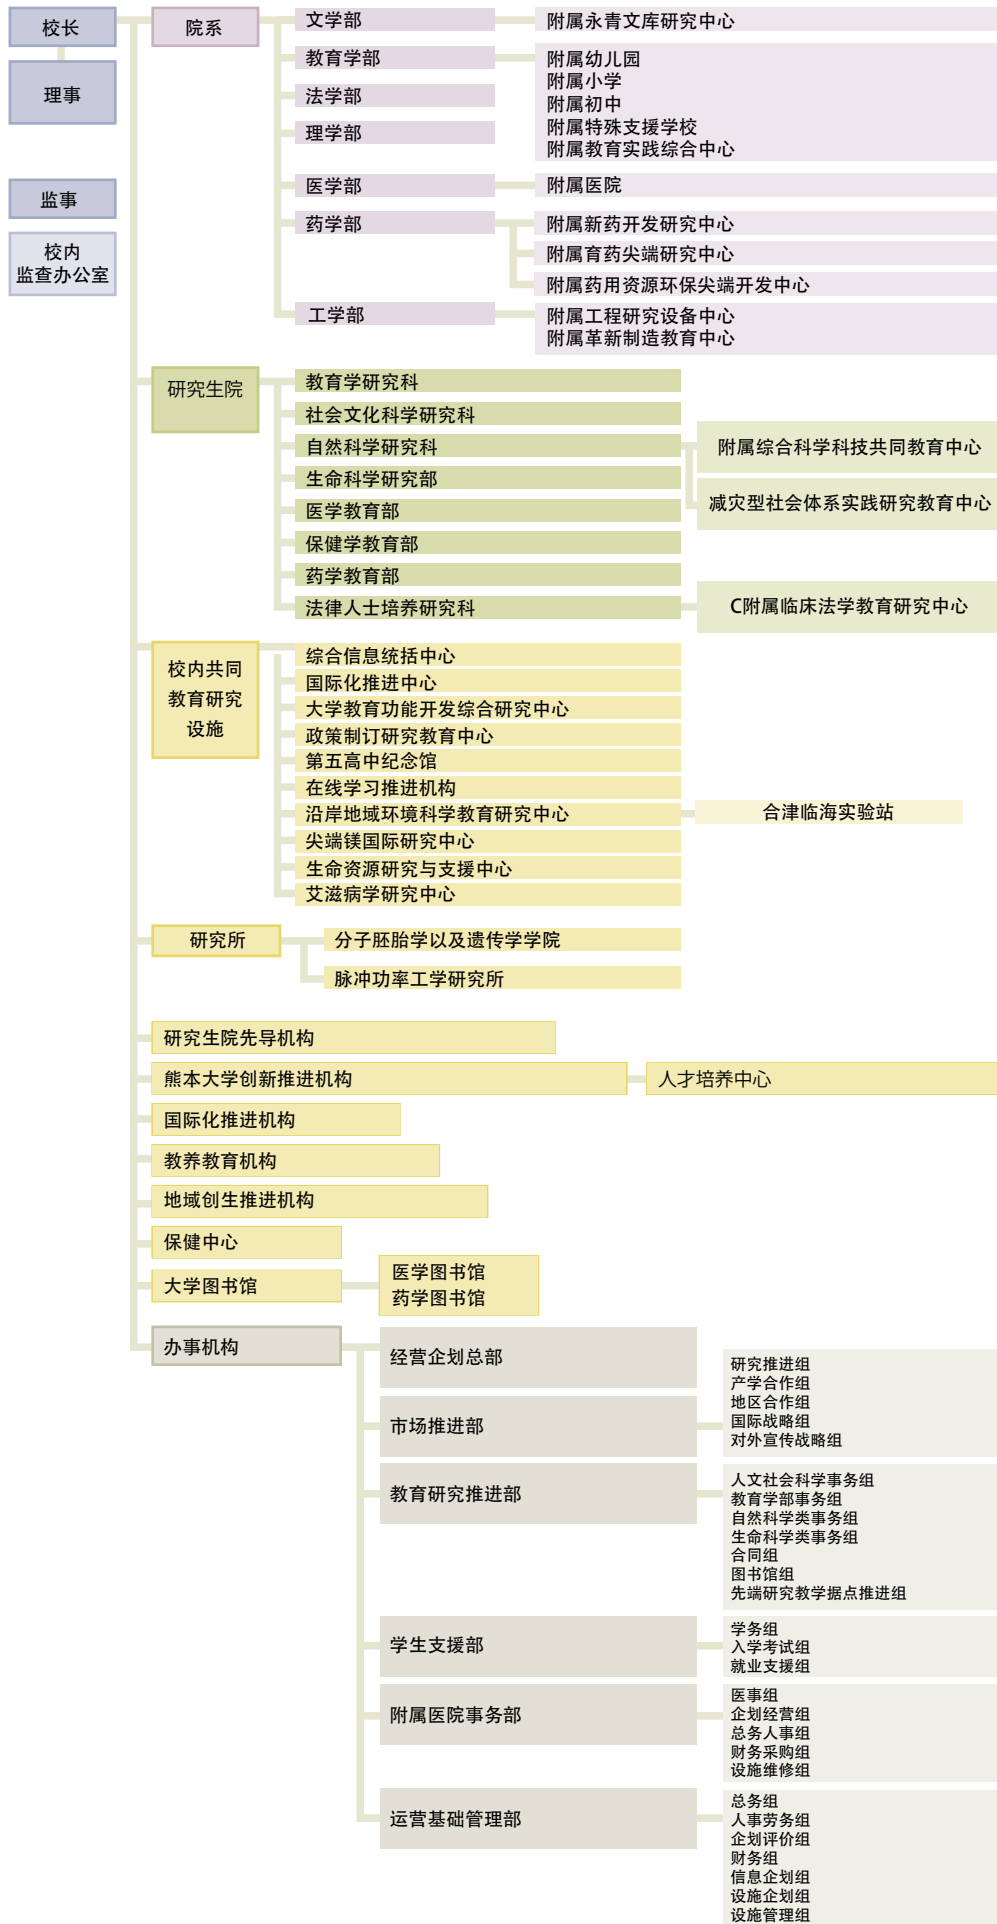 校长
理事
监事
校内
监查办公室
院系
文学部
附属永青文库研究中心
教育学部
附属幼儿园
附属小学
附属初中
附属特殊支援学校
附属教育实践综合中心
法学部
理学部
医学部
附属医院
药学部
附属新药开发研究中心
附属育药尖端研究中心
附属药用资源环保尖端开发中心
工学部
附属工程研究设备中心
附属革新制造教育中心
研究生院
教育学研究科
社会文化科学研究科
自然科学研究科
附属综合科学科技共同教育中心
减灾型社会体系实践研究教育中心
生命科学研究部
医学教育部
保健学教育部
药学教育部
法律人士培养研究科
C附属临床法学教育研究中心
校内共同
教育研究
设施
综合信息统括中心
国际化推进中心
大学教育功能开发综合研究中心
政策制订研究教育中心
第五高中纪念馆
在线学习推进机构
沿岸地域环境科学教育研究中心
合津临海实验站
尖端镁国际研究中心
生命资源研究与支援中心
艾滋病学研究中心
研究所
分子胚胎学以及遗传学学院
脉冲功率工学研究所
研究生院先导机构
熊本大学创新推进机构
人才培养中心
国际化推进机构
教养教育机构
地域创生推进机构
保健中心
大学图书馆
医学图书馆
药学图书馆
办事机构
经营企划总部
市场推进部
研究推进组
产学合作组
地区合作组
国际战略组
对外宣传战略组
教育研究推进部
人文社会科学事务组
教育学部事务组
自然科学类事务组
生命科学类事务组
合同组
图书馆组
先端研究教学据点推进组
学生支援部
学务组
入学考试组
就业支援组
附属医院事务部
医事组
企划经营组
总务人事组
财务采购组
设施维修组
运营基础管理部
总务组
人事劳务组
企划评价组
财务组
信息企划组
设施企划组
设施管理组